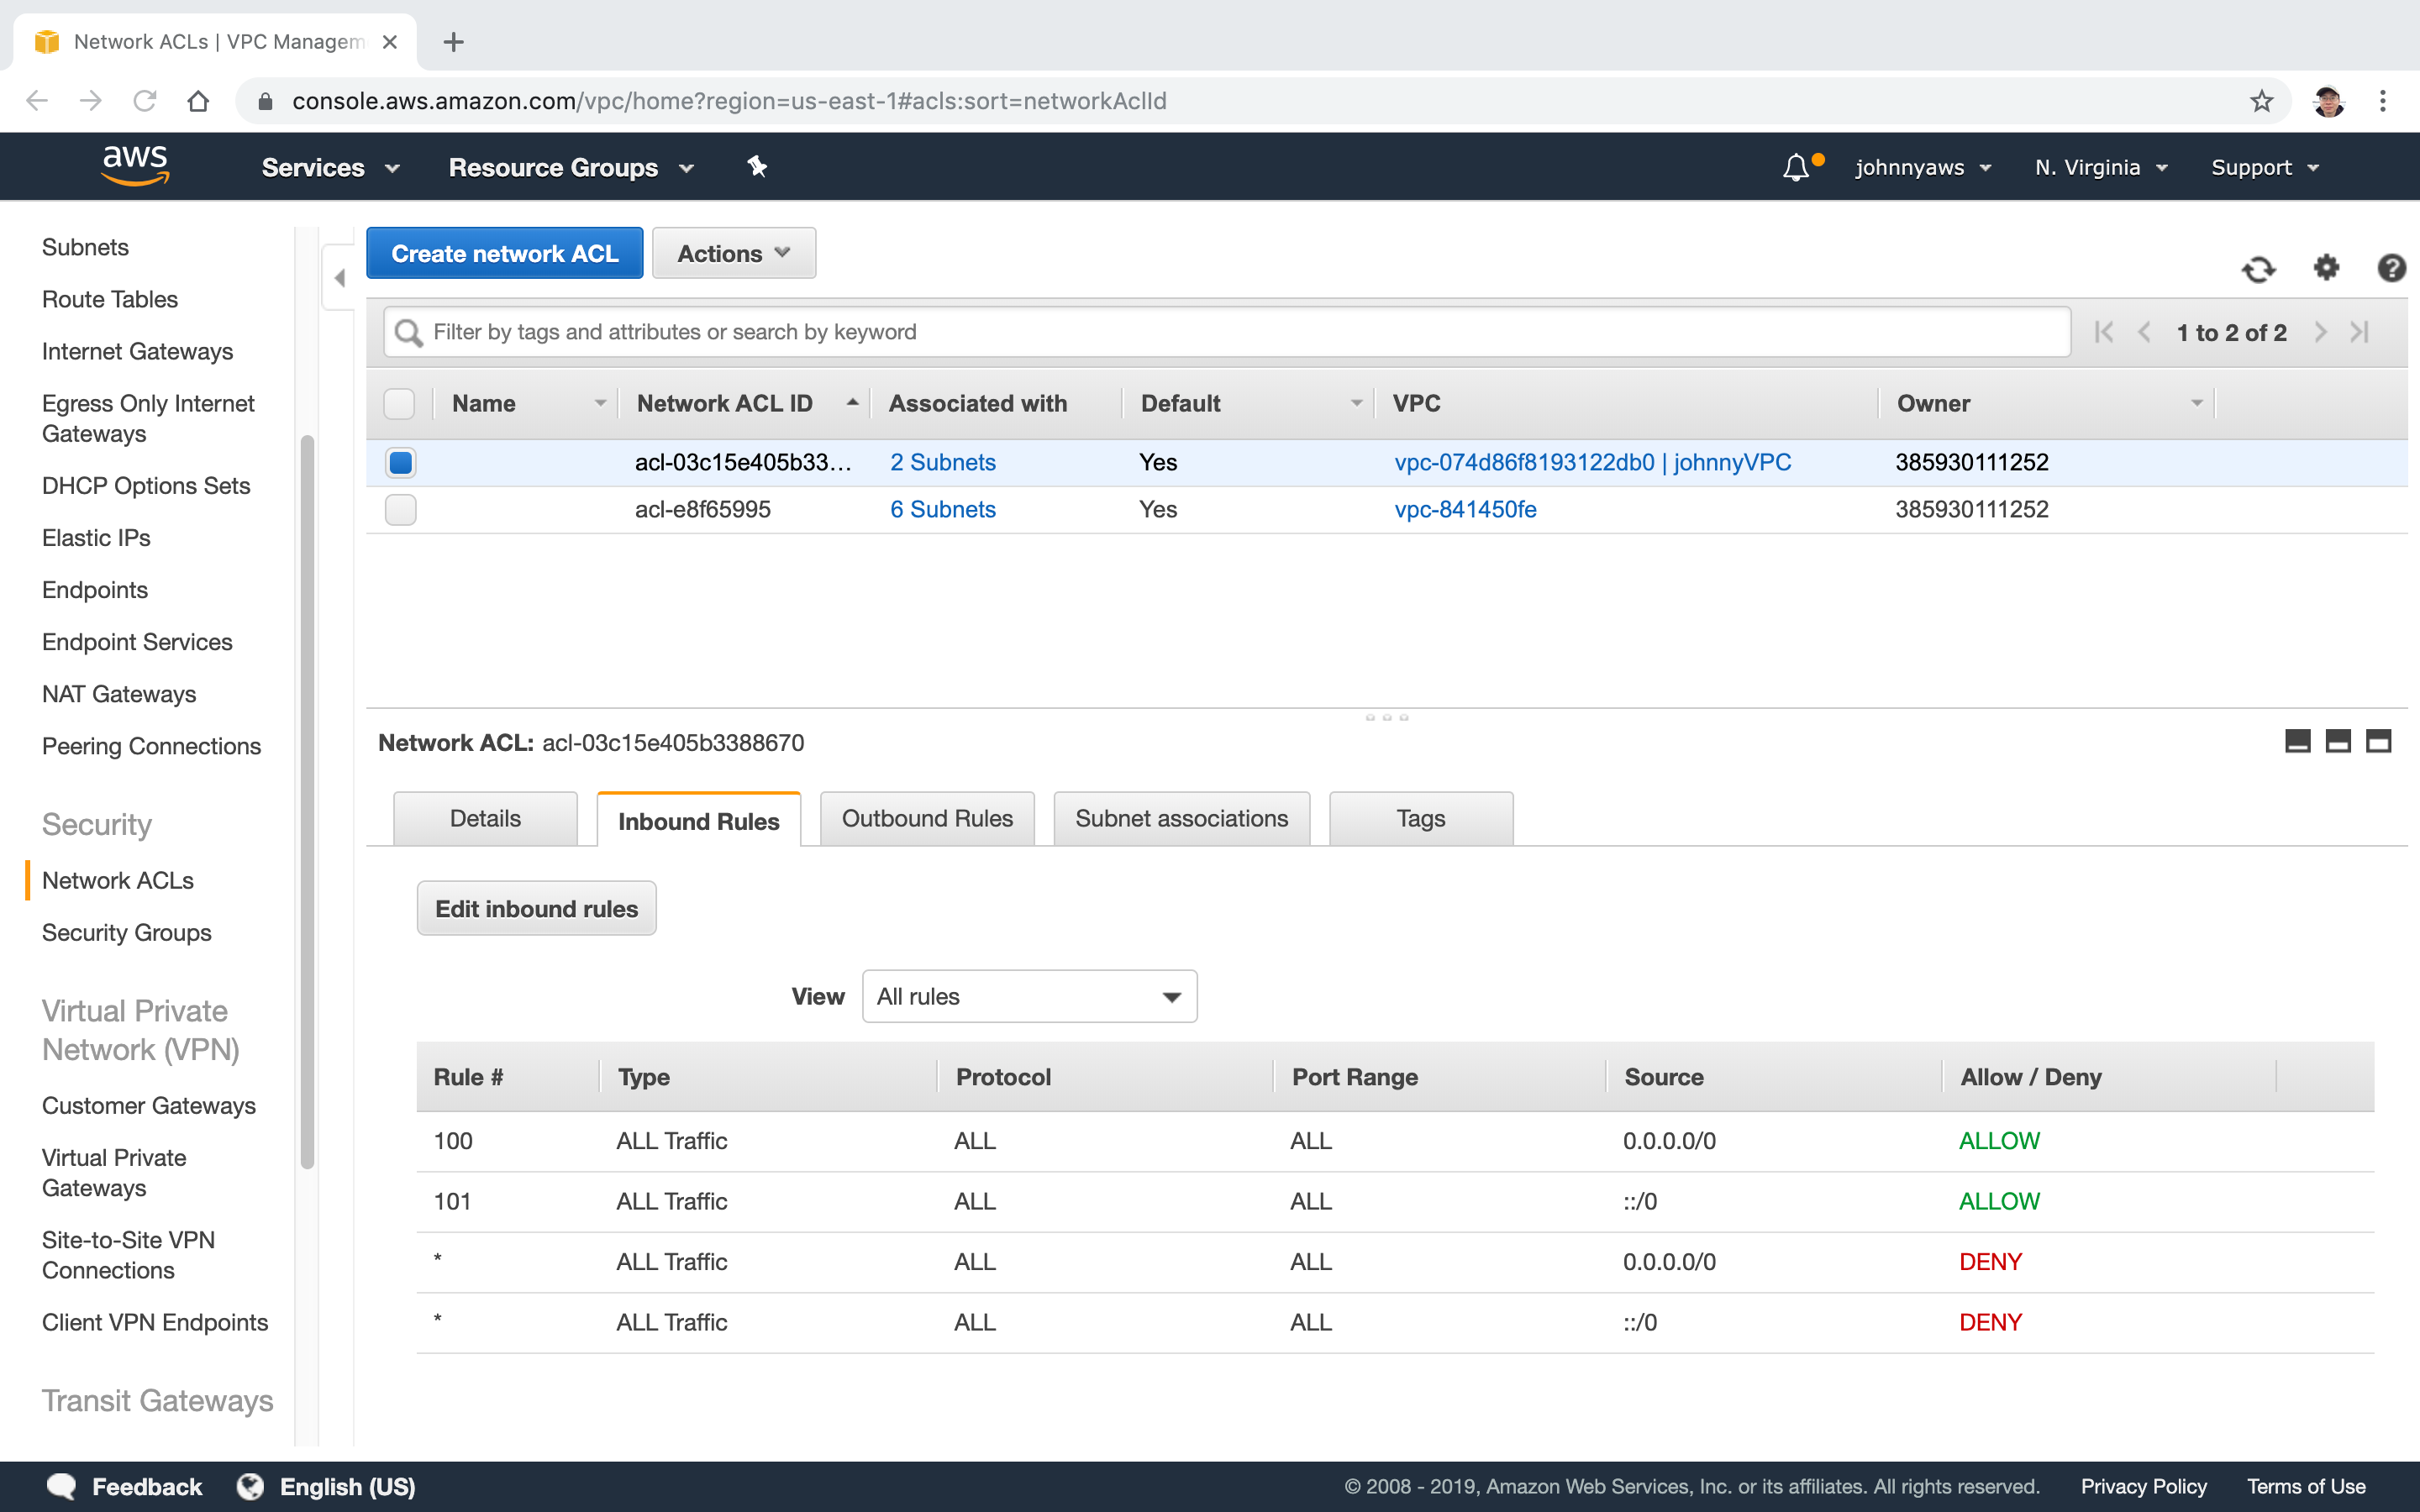 Network ACLs | VPC Managem
console.aws.amazon.com/vpc/home?region=us-east-1#acls:sort=networkAclId
aws
Services
Resource Groups
johnnyaws
N. Virginia
Support
Subnets
Route Tables
Internet Gateways
Egress Only Internet
Gateways
DHCP Options Sets
Elastic IPs
Endpoints
Endpoint Services
NAT Gateways
Peering Connections
Security
Network ACLs
Security Groups
Virtual Private
Network (VPN)
Customer Gateways
Virtual Private
Gateways
Site-to-Site VPN
Connections
Client VPN Endpoints
Transit Gateways
Create network ACL
Actions
Filter by tags and attributes or search by keyword
1 to 2 of 2
Name Network ACL ID Associated with Default VPC Owner
acl-03c15e405b33... 2 Subnets Yes vpc-074d86f8193122db0 | johnnyVPC 385930111252
acl-e8f65995 6 Subnets Yes vpc-841450fe 385930111252
Network ACL: acl-03c15e405b3388670
Details
Inbound Rules
Outbound Rules
Subnet associations
Tags
Edit inbound rules
View All rules
Rule # Type Protocol Port Range Source Allow / Deny
100 ALL Traffic ALL ALL 0.0.0.0/0 ALLOW
101 ALL Traffic ALL ALL ::/0 ALLOW
* ALL Traffic ALL ALL 0.0.0.0/0 DENY
* ALL Traffic ALL ALL ::/0 DENY
Feedback
English (US)
© 2008 - 2019, Amazon Web Services, Inc. or its affiliates. All rights reserved.
Privacy Policy
Terms of Use